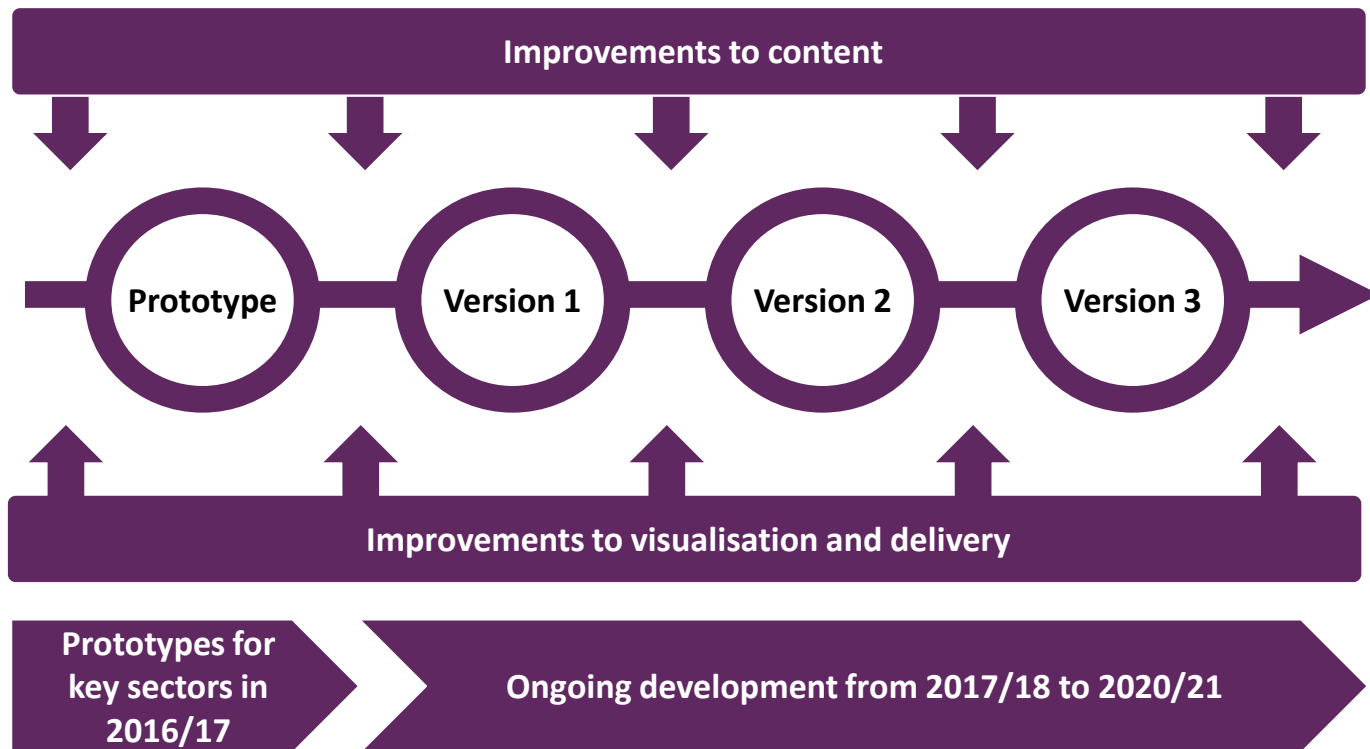 Improvements to content
Prototype
Version 1
Version 2
Version 3
Improvements to visualisation and delivery
Prototypes for
key sectors in
2016/17
Ongoing development from 2017/18 to 2020/21